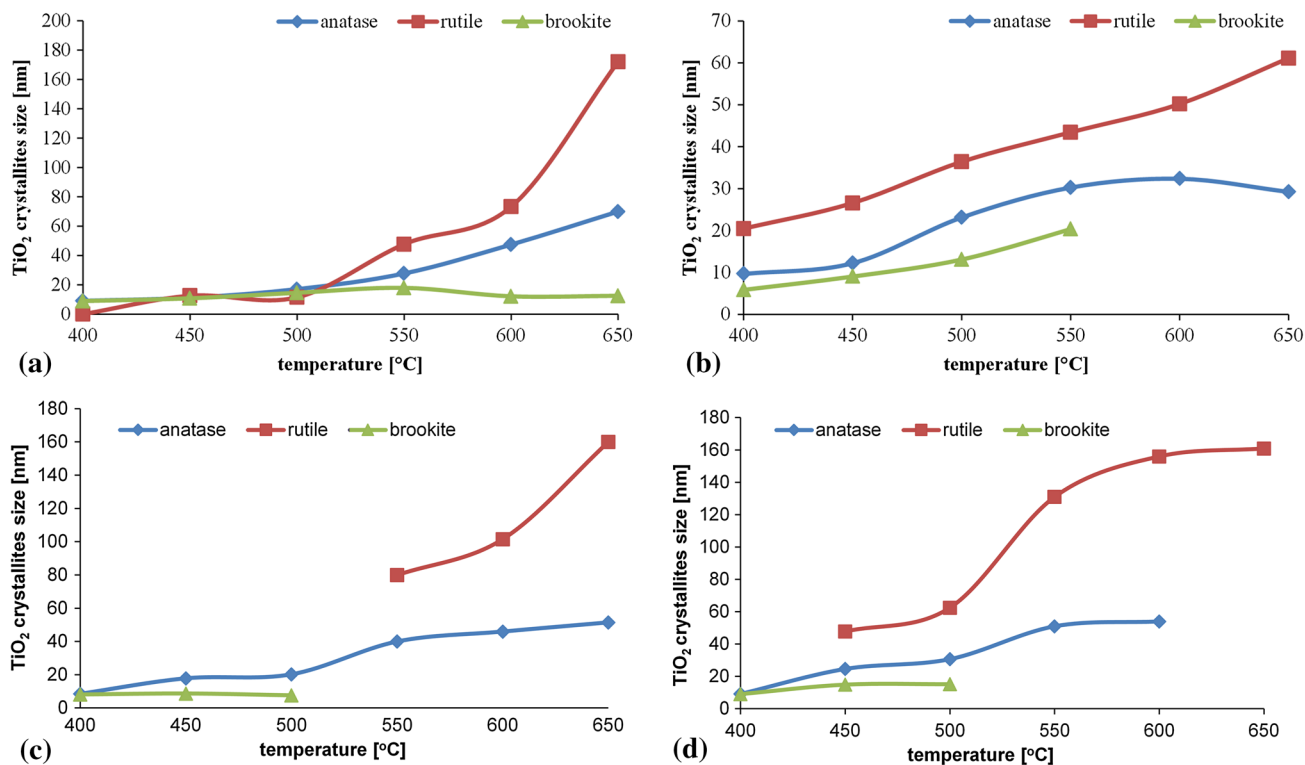 anatase rutile brookite
TiO2 crystallites size [nm]
200
180
160
140
120
100
80
60
40
20
0
400 450 500 550 600 650
temperature [°C]
(a)
anatase rutile brookite
TiO2 crystallites size [nm]
70
60
50
40
30
20
10
0
400 450 500 550 600 650
temperature [°C]
(b)
anatase rutile brookite
TiO2 crystallites size [nm]
180
160
140
120
100
80
60
40
20
0
400 450 500 550 600 650
temperature [ºC]
(c)
anatase rutile brookite
TiO2 crystallites size [nm]
180
160
140
120
100
80
60
40
20
0
400 450 500 550 600 650
temperature [ºC]
(d)